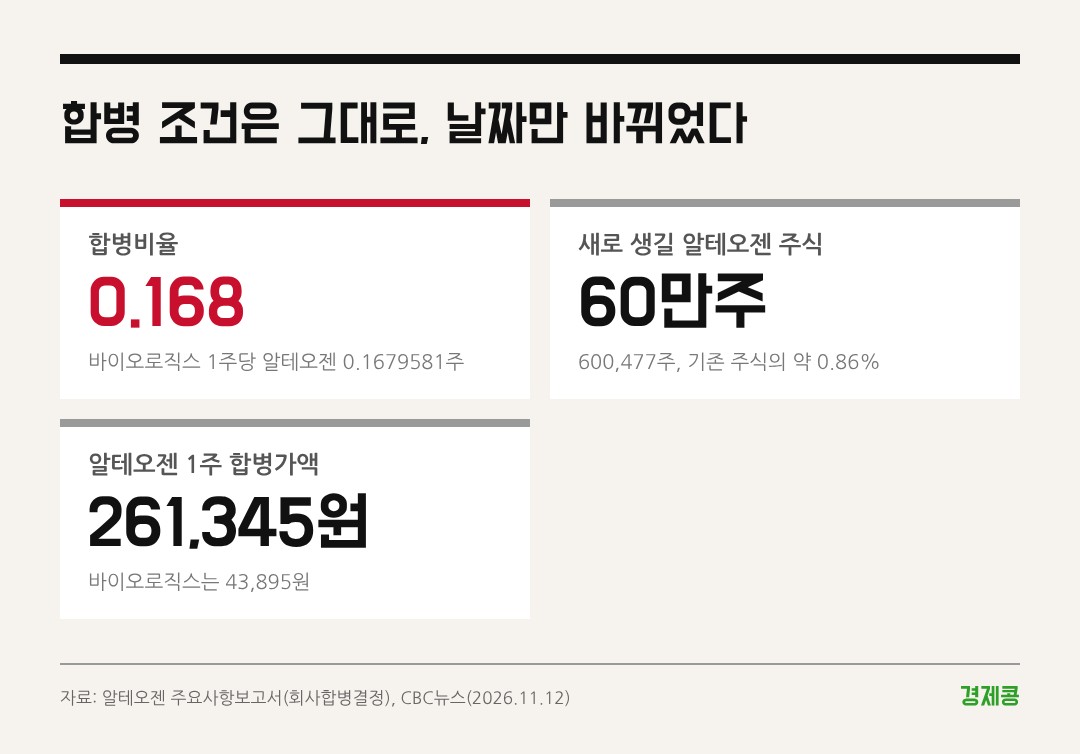 합병 조건은 그대로, 날짜만 바뀌었다
합병비율
0.168
바이오로직스 1주당 알테오젠 0.1679581주
새로 생길 알테오젠 주식
60만주
600,477주, 기존 주식의 약 0.86%
알테오젠 1주 합병가액
261,345원
바이오로직스는 43,895원
자료: 알테오젠 주요사항보고서(회사합병결정), CBC뉴스(2026.11.12)
경제콩